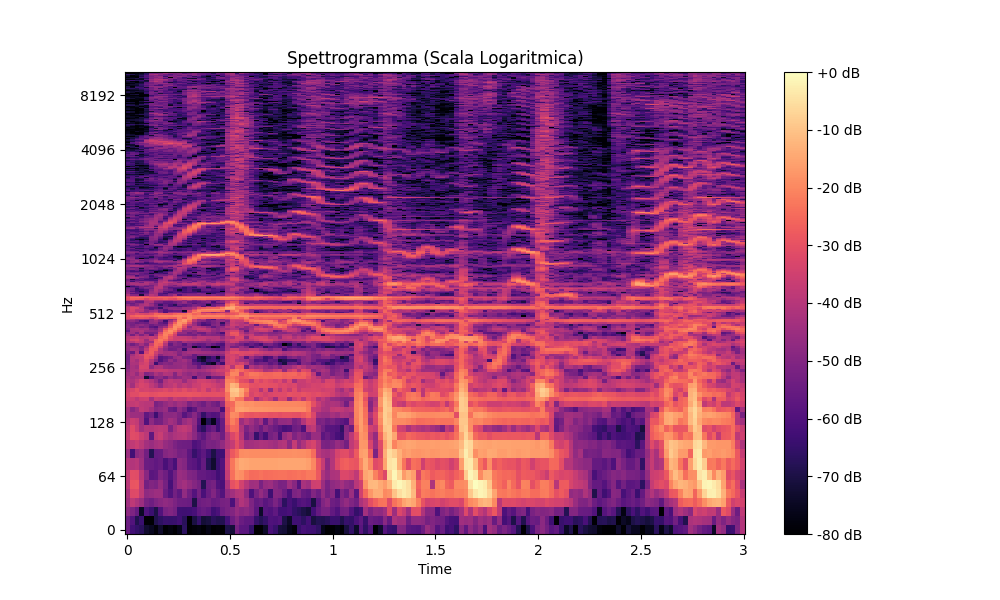 Spettrogramma (Scala Logaritmica)
Hz
8192
4096
2048
1024
512
256
128
64
0
0 0.5 1 1.5 2 2.5 3
Time
+0 dB
-10 dB
-20 dB
-30 dB
-40 dB
-50 dB
-60 dB
-70 dB
-80 dB